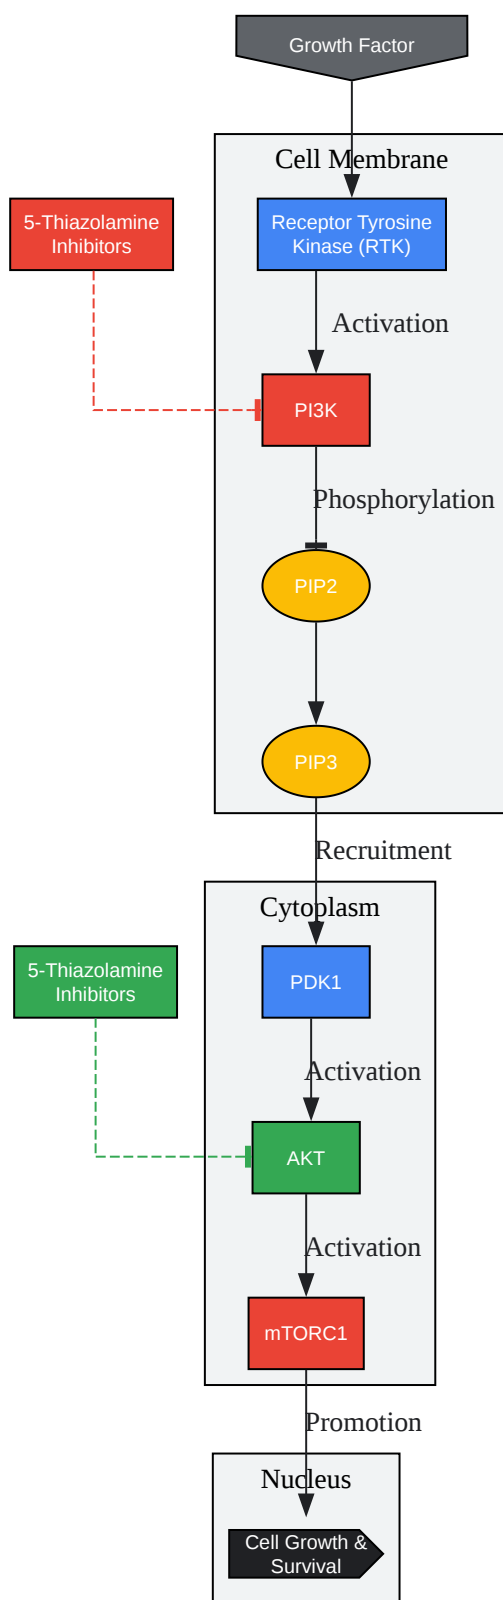 Growth Factor
Cell Membrane
5-Thiazolamine
Inhibitors
Receptor Tyrosine
Kinase (RTK)
Activation
PI3K
Phosphorylation
PIP2
PIP3
Recruitment
Cytoplasm
5-Thiazolamine
Inhibitors
PDK1
Activation
AKT
Activation
mTORC1
Promotion
Nucleus
Cell Growth &
Survival